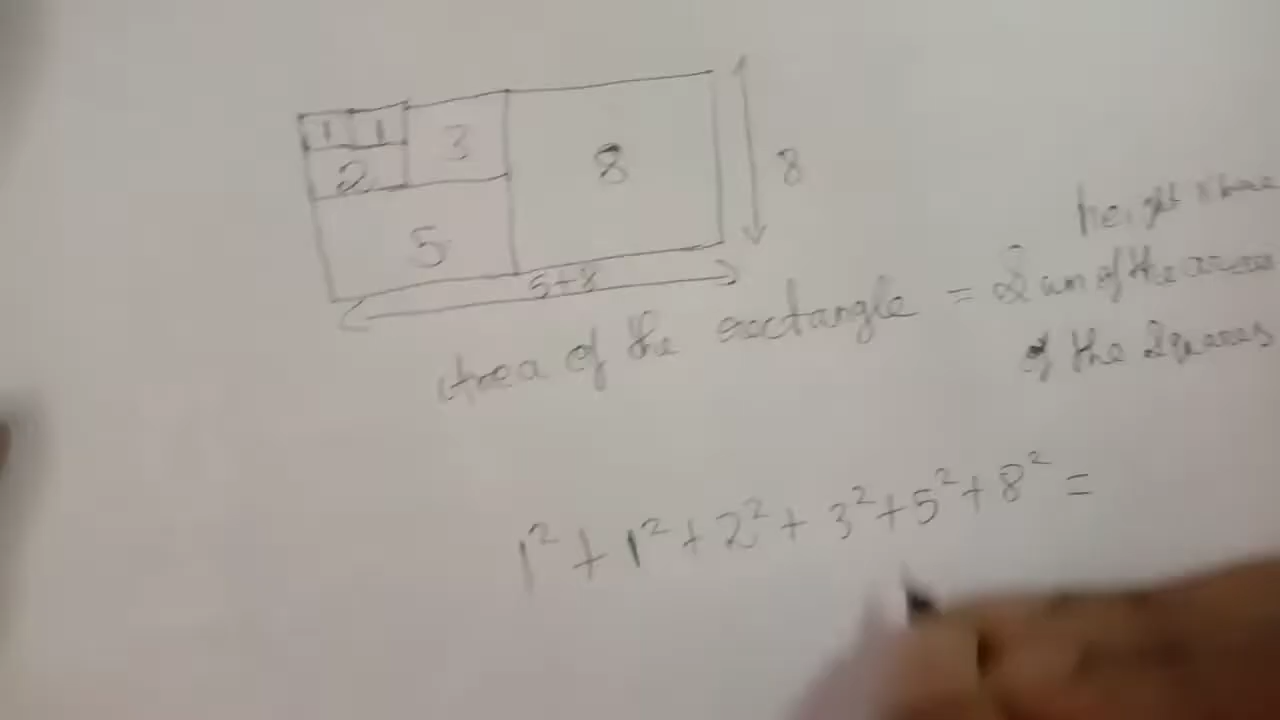 1 1 3 8 8
2
5
5+8
height × base
Area of the rectangle = Sum of the areas
of the Squares
1² + 1² + 2² + 3² + 5² + 8² =